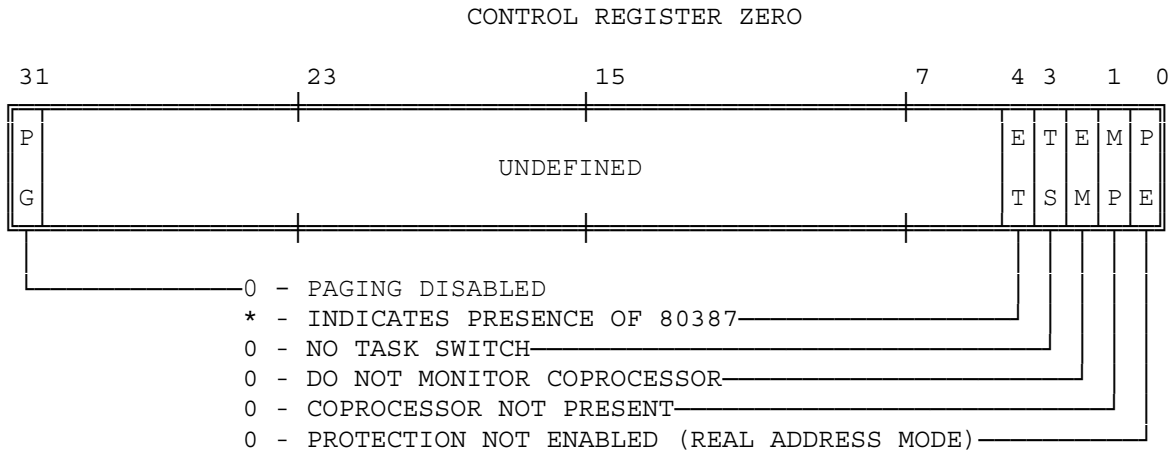 CONTROL REGISTER ZERO
31 23 15 7 4 3 1 0
P E T E M P
UNDEFINED
G T S M P E
0 – PAGING DISABLED
* - INDICATES PRESENCE OF 80387
0 - NO TASK SWITCH
0 - DO NOT MONITOR COPROCESSOR
0 - COPROCESSOR NOT PRESENT
0 - PROTECTION NOT ENABLED (REAL ADDRESS MODE)